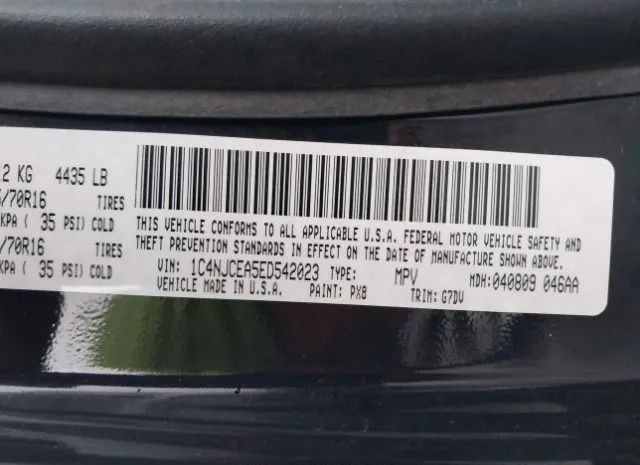 2 KG 4435 LB
/70R16 TIRES
KPA ( 35 PSI) COLD
/70R16 TIRES
KPA ( 35 PSI) COLD
THIS VEHICLE CONFORMS TO ALL APPLICABLE U.S.A. FEDERAL MOTOR VEHICLE SAFETY AND
THEFT PREVENTION STANDARDS IN EFFECT ON THE DATE OF MANUFACTURE SHOWN ABOVE.
VIN: 1C4NJCEA5ED542023 TYPE: MPV MDH: 040809 046AA
VEHICLE MADE IN U.S.A. PAINT: PX8 TRIM: G7DV